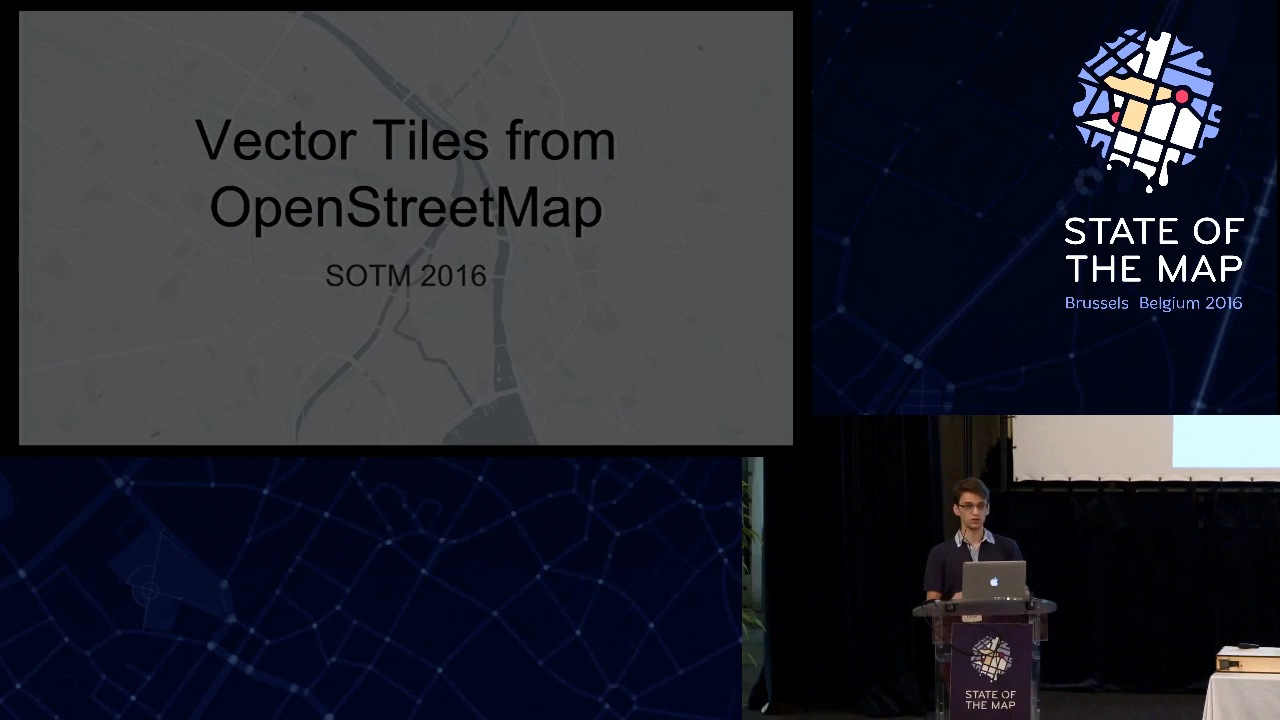 Vector Tiles from
OpenStreetMap
SOTM 2016
STATE OF
THE MAP
Brussels Belgium 2016
STATE OF
THE MAP